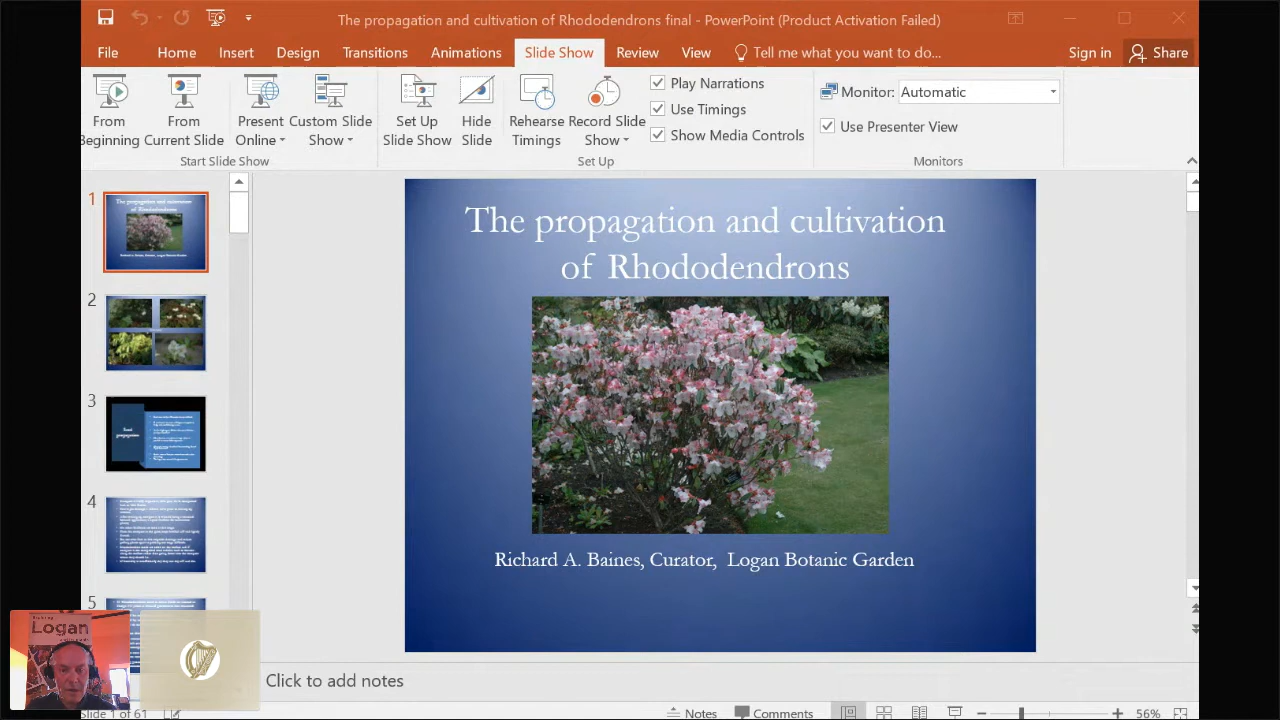 The propagation and cultivation of Rhododendrons final - PowerPoint (Product Activation Failed)
File Home Insert Design Transitions Animations Slide Show Review View Tell me what you want to do... Sign in Share
From Beginning
From Current Slide
Present Online
Custom Slide Show
Set Up Slide Show
Hide Slide
Rehearse Timings
Record Slide Show
Play Narrations
Use Timings
Show Media Controls
Monitor: Automatic
Use Presenter View
Start Slide Show
Set Up
Monitors
1
2
3
4
5
The propagation and cultivation
of Rhododendrons
Richard A. Baines, Curator, Logan Botanic Garden
Logan
Click to add notes
Slide 1 of 61
Notes
Comments
56%